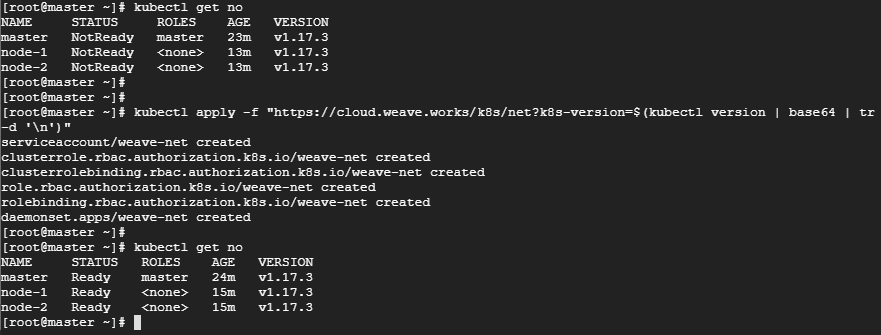 [root@master ~]# kubectl get no
NAME     STATUS     ROLES    AGE   VERSION
master   NotReady   master   23m   v1.17.3
node-1   NotReady   <none>   13m   v1.17.3
node-2   NotReady   <none>   13m   v1.17.3
[root@master ~]#
[root@master ~]#
[root@master ~]# kubectl apply -f "https://cloud.weave.works/k8s/net?k8s-version=$(kubectl version | base64 | tr
-d '\n')"
serviceaccount/weave-net created
clusterrole.rbac.authorization.k8s.io/weave-net created
clusterrolebinding.rbac.authorization.k8s.io/weave-net created
role.rbac.authorization.k8s.io/weave-net created
rolebinding.rbac.authorization.k8s.io/weave-net created
daemonset.apps/weave-net created
[root@master ~]#
[root@master ~]# kubectl get no
NAME     STATUS   ROLES    AGE   VERSION
master   Ready    master   24m   v1.17.3
node-1   Ready    <none>   15m   v1.17.3
node-2   Ready    <none>   15m   v1.17.3
[root@master ~]#